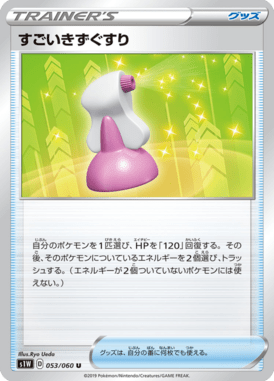 TRAINER'S
グッズ
すごいきずぐすり
自分のポケモンを1匹選び、HPを「120」回復する。その
後、そのポケモンについているエネルギーを2個選び、トラ
ッシュする。(エネルギーが2個ついていないポケモンには使
えない。)
Illus.Ryo Ueda
s1W D 053/060 U
グッズは、自分の番に何枚でも使える。
©2019 Pokémon/Nintendo/Creatures/GAME FREAK.